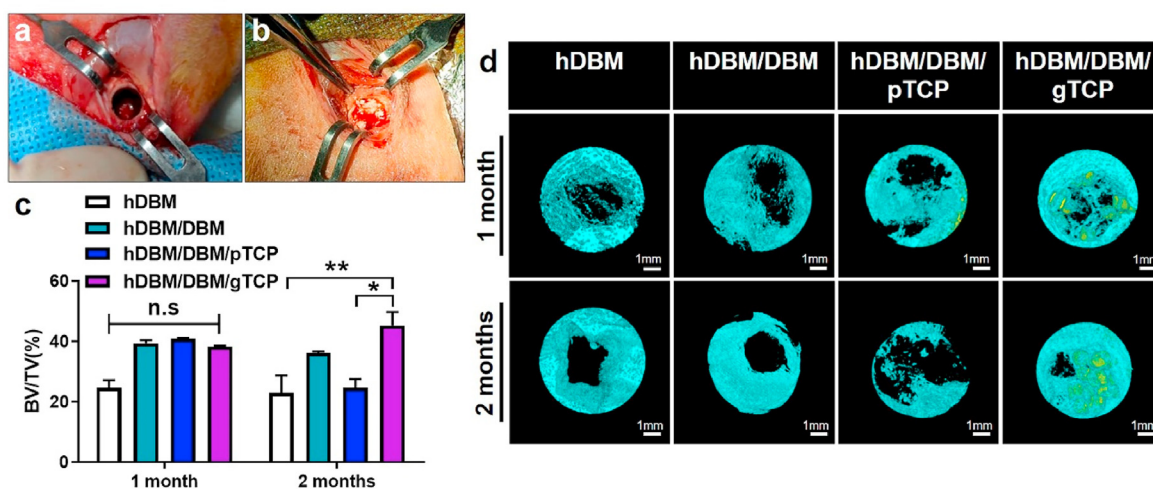 a
b
c
hDBM
hDBM/DBM
hDBM/DBM/pTCP
hDBM/DBM/gTCP
BV/TV(%)
60
40
20
0
n.s
**
*
1 month
2 months
d
hDBM
hDBM/DBM
hDBM/DBM/
pTCP
hDBM/DBM/
gTCP
1 month
1mm
1mm
1mm
1mm
2 months
1mm
1mm
1mm
1mm